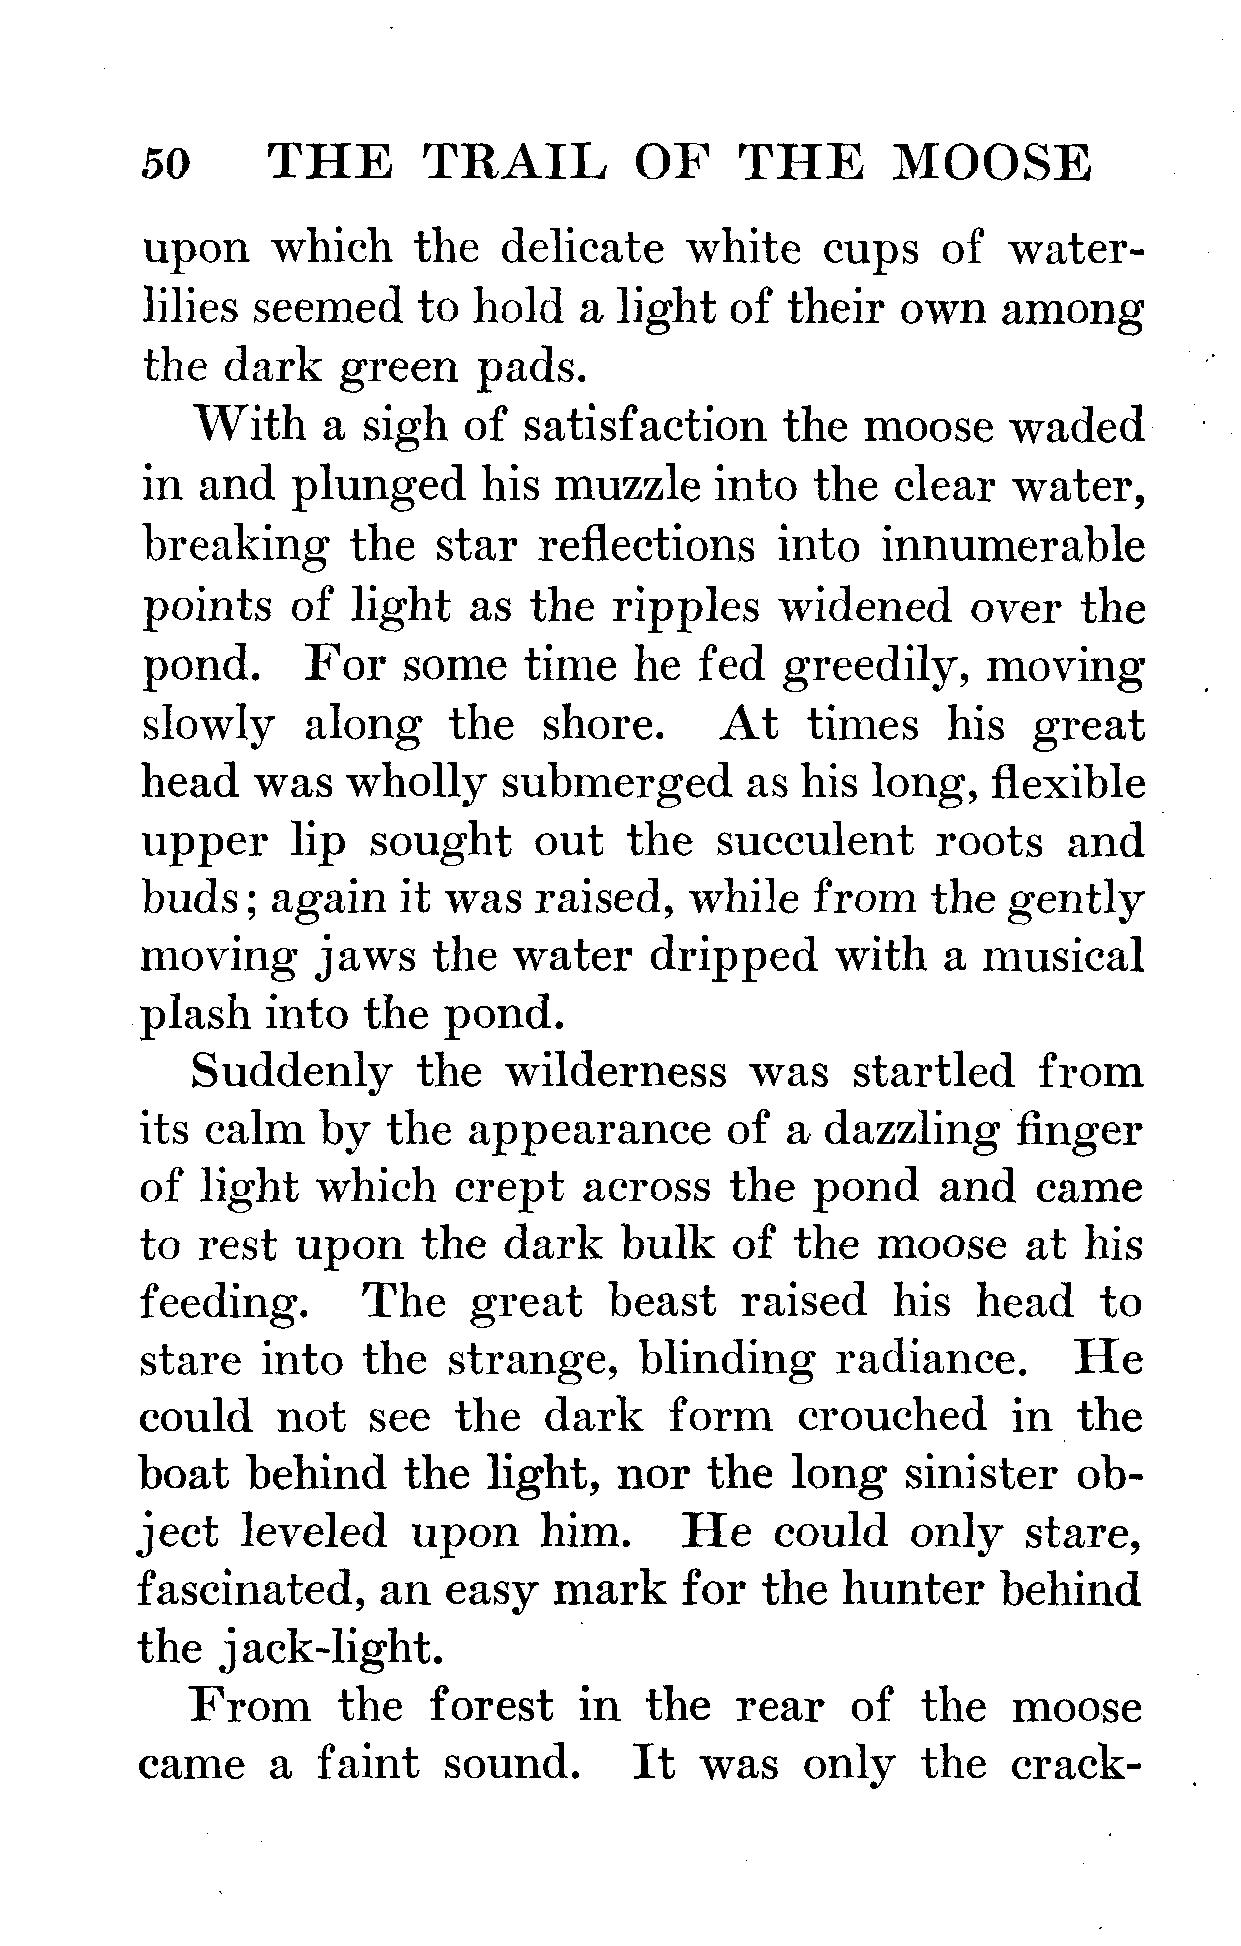 50 THE TRAIL OF THE MOOSE
upon which the delicate white cups of water-
lilies seemed to hold a light of their own among
the dark green pads.
With a sigh of satisfaction the moose waded
in and plunged his muzzle into the clear water,
breaking the star reflections into innumerable
points of light as the ripples widened over the
pond. For some time he fed greedily, moving
slowly along the shore. At times his great
head was wholly submerged as his long, flexible
upper lip sought out the succulent roots and
buds; again it was raised, while from the gently
moving jaws the water dripped with a musical
plash into the pond.
Suddenly the wilderness was startled from
its calm by the appearance of a dazzling finger
of light which crept across the pond and came
to rest upon the dark bulk of the moose at his
feeding. The great beast raised his head to
stare into the strange, blinding radiance. He
could not see the dark form crouched in the
boat behind the light, nor the long sinister ob-
ject leveled upon him. He could only stare,
fascinated, an easy mark for the hunter behind
the jack-light.
From the forest in the rear of the moose
came a faint sound. It was only the crack-